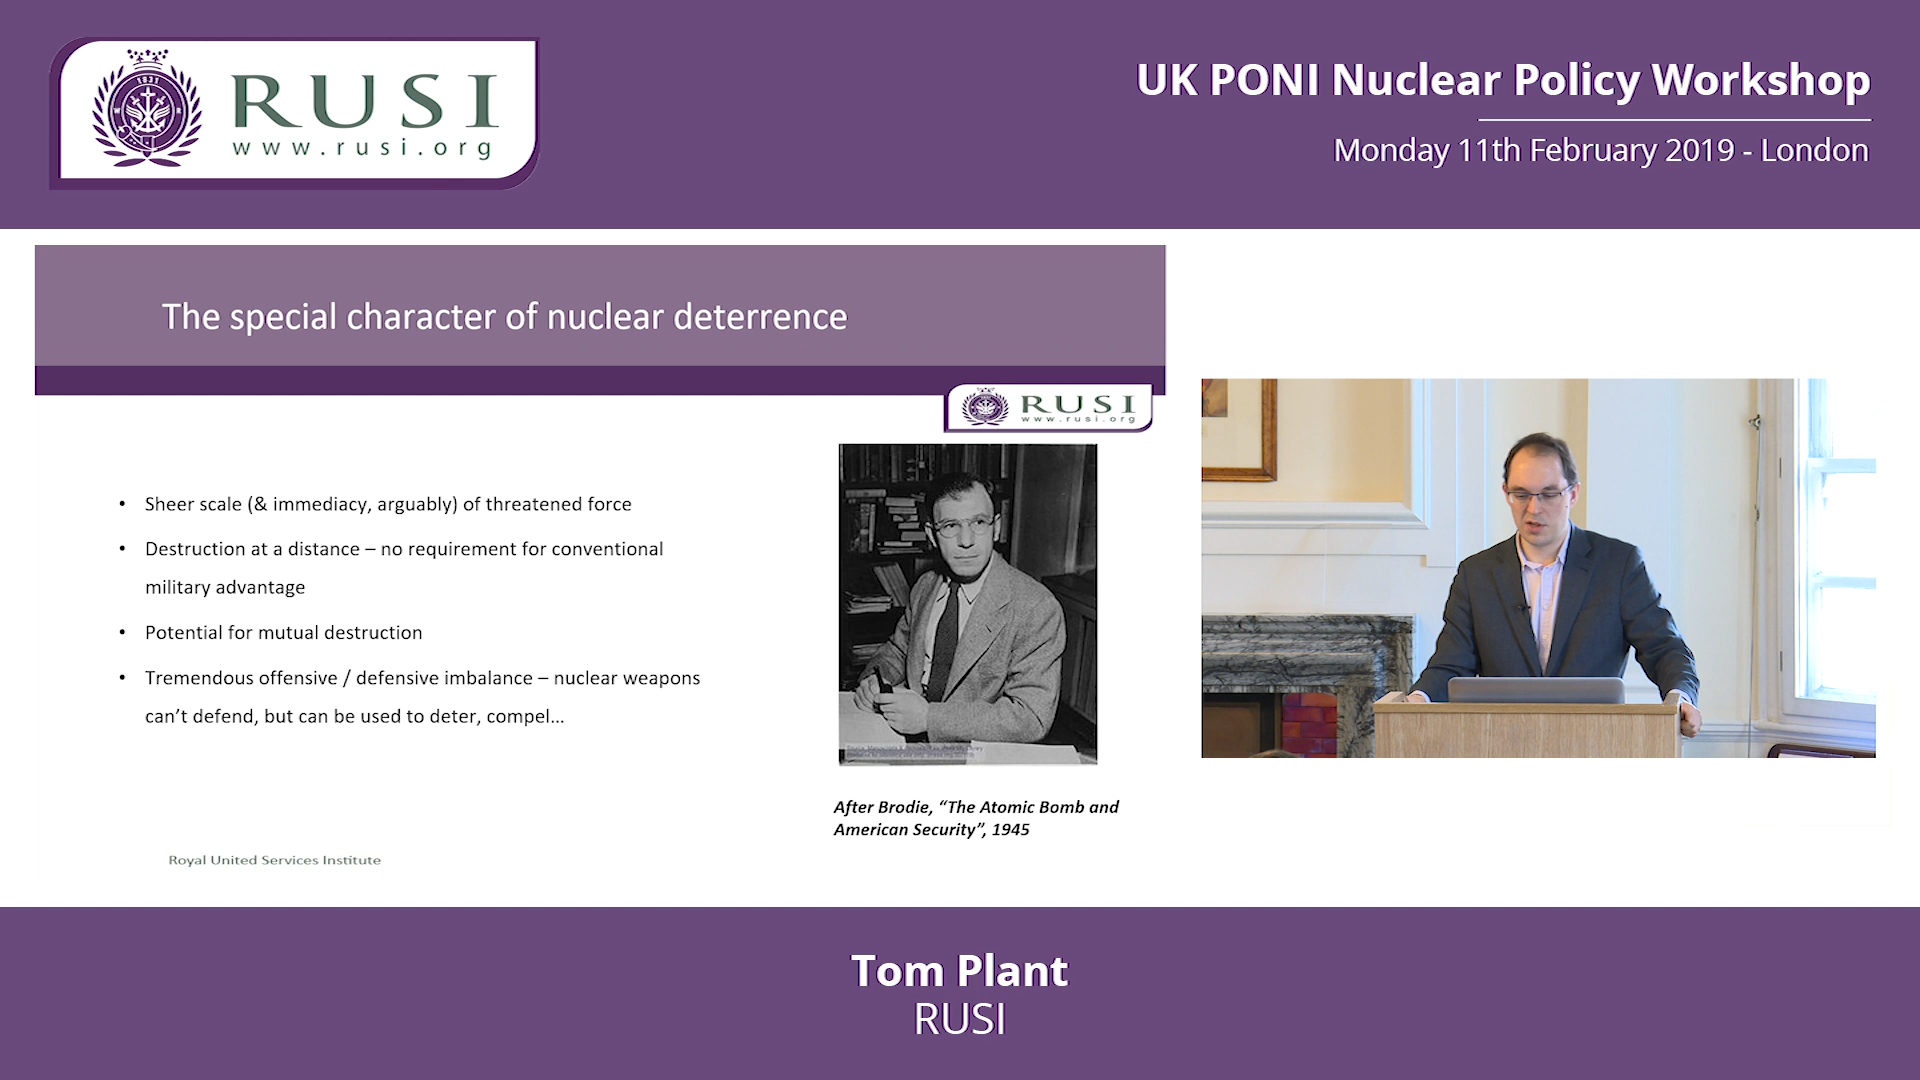 1831
RUSI
www.rusi.org
UK PONI Nuclear Policy Workshop
Monday 11th February 2019 - London
The special character of nuclear deterrence
RUSI
www.rusi.org
• Sheer scale (& immediacy, arguably) of threatened force
• Destruction at a distance – no requirement for conventional
military advantage
• Potential for mutual destruction
• Tremendous offensive / defensive imbalance – nuclear weapons
can’t defend, but can be used to deter, compel...
After Brodie, “The Atomic Bomb and
American Security”, 1945
Royal United Services Institute
Tom Plant
RUSI